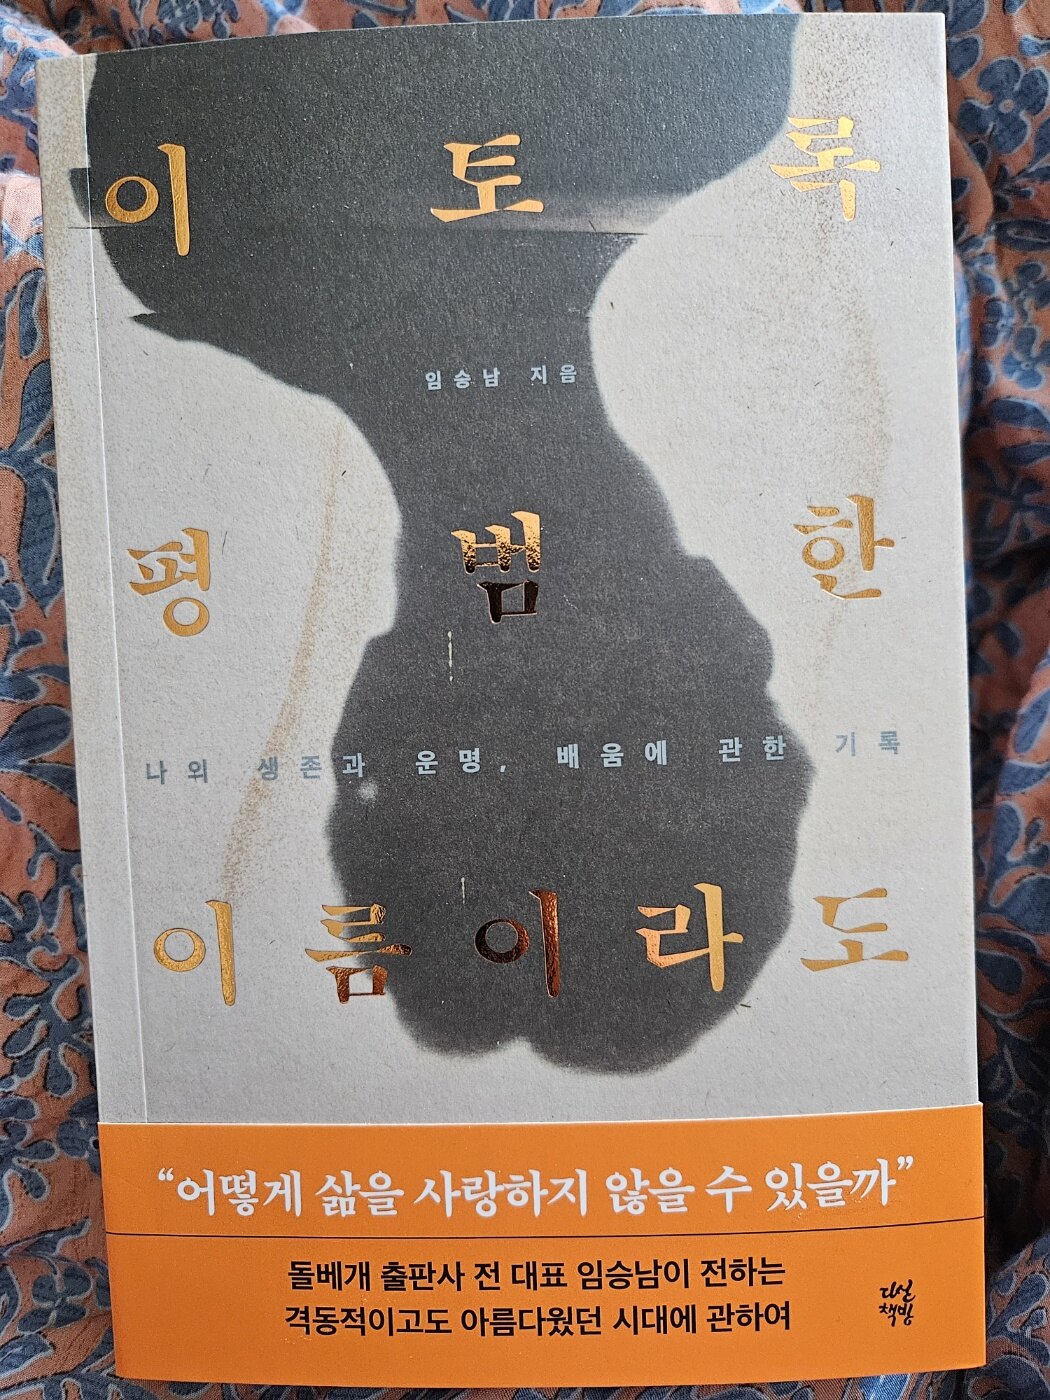 이토록
임승남 지음
평범한
나의 생존과 운명, 배움에 관한 기록
이름이라도
“어떻게 삶을 사랑하지 않을 수 있을까”
돌베개 출판사 전 대표 임승남이 전하는
격동적이고도 아름다웠던 시대에 관하여
다산
책방